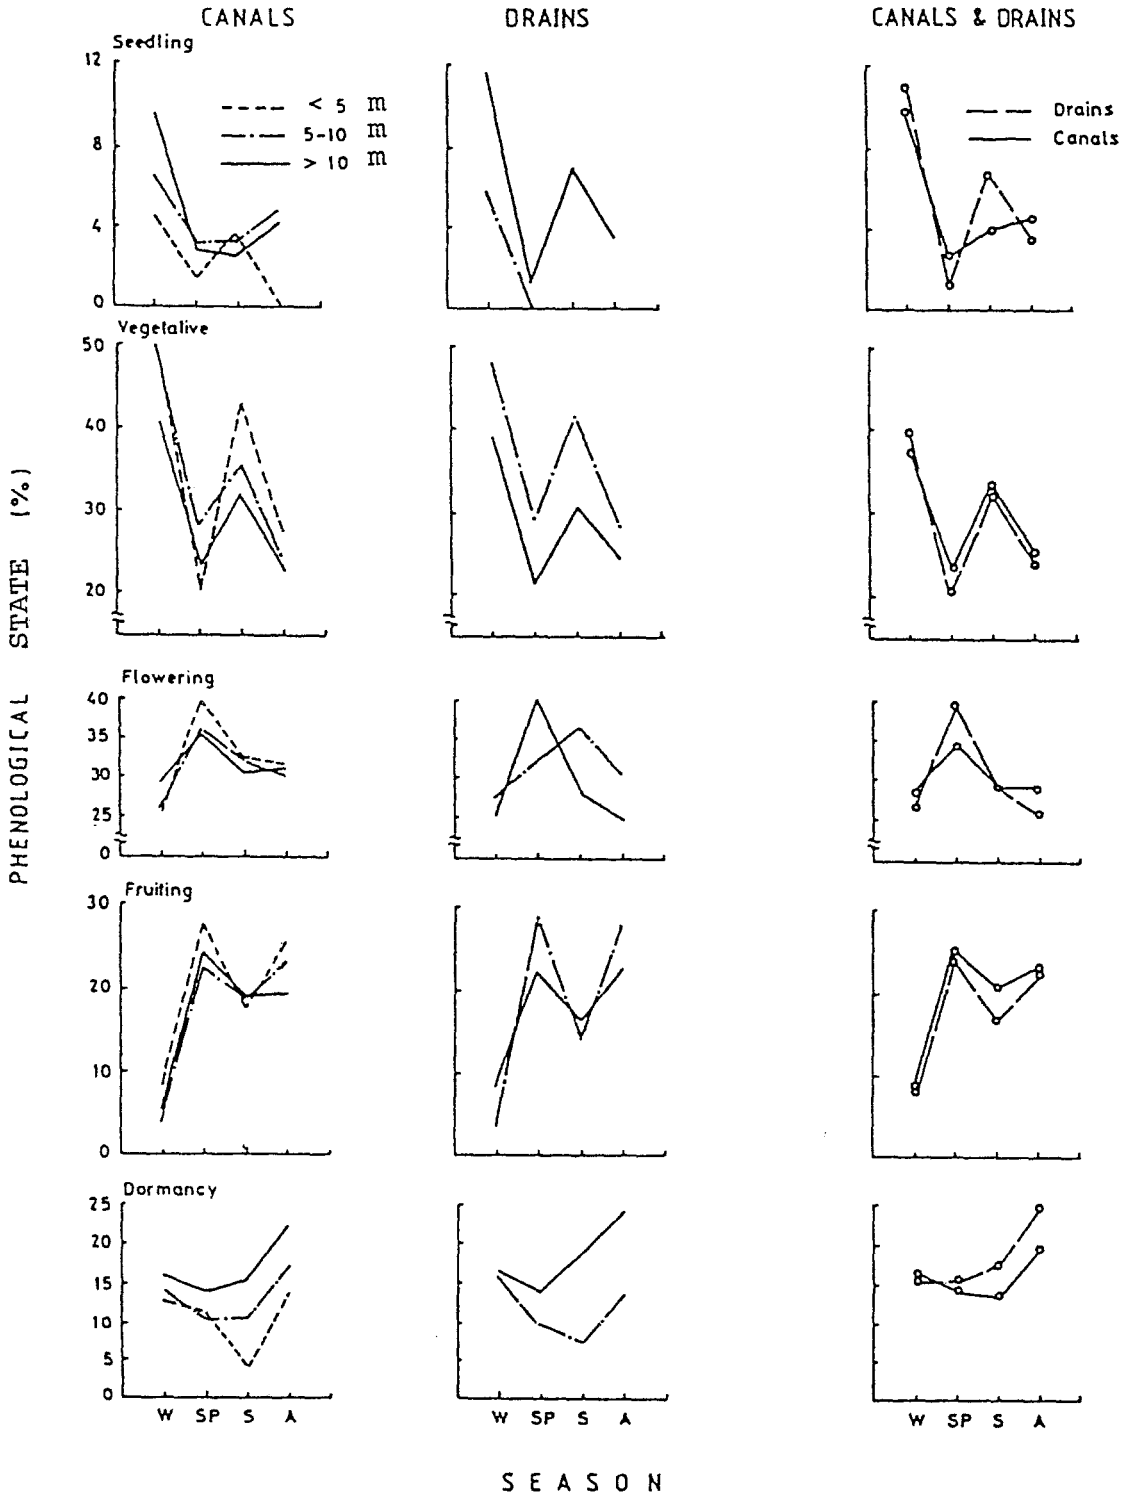 CANALS DRAINS CANALS & DRAINS
Seedling
12
8
4
0
< 5 m
5-10 m
> 10 m
Drains
Canals
Vegetative
50
40
30
20
PHENOLOGICAL STATE (%)
Flowering
40
35
30
25
0
Fruiting
30
20
10
0
Dormancy
25
20
15
10
5
0
W SP S A W SP S A W SP S A
SEASON